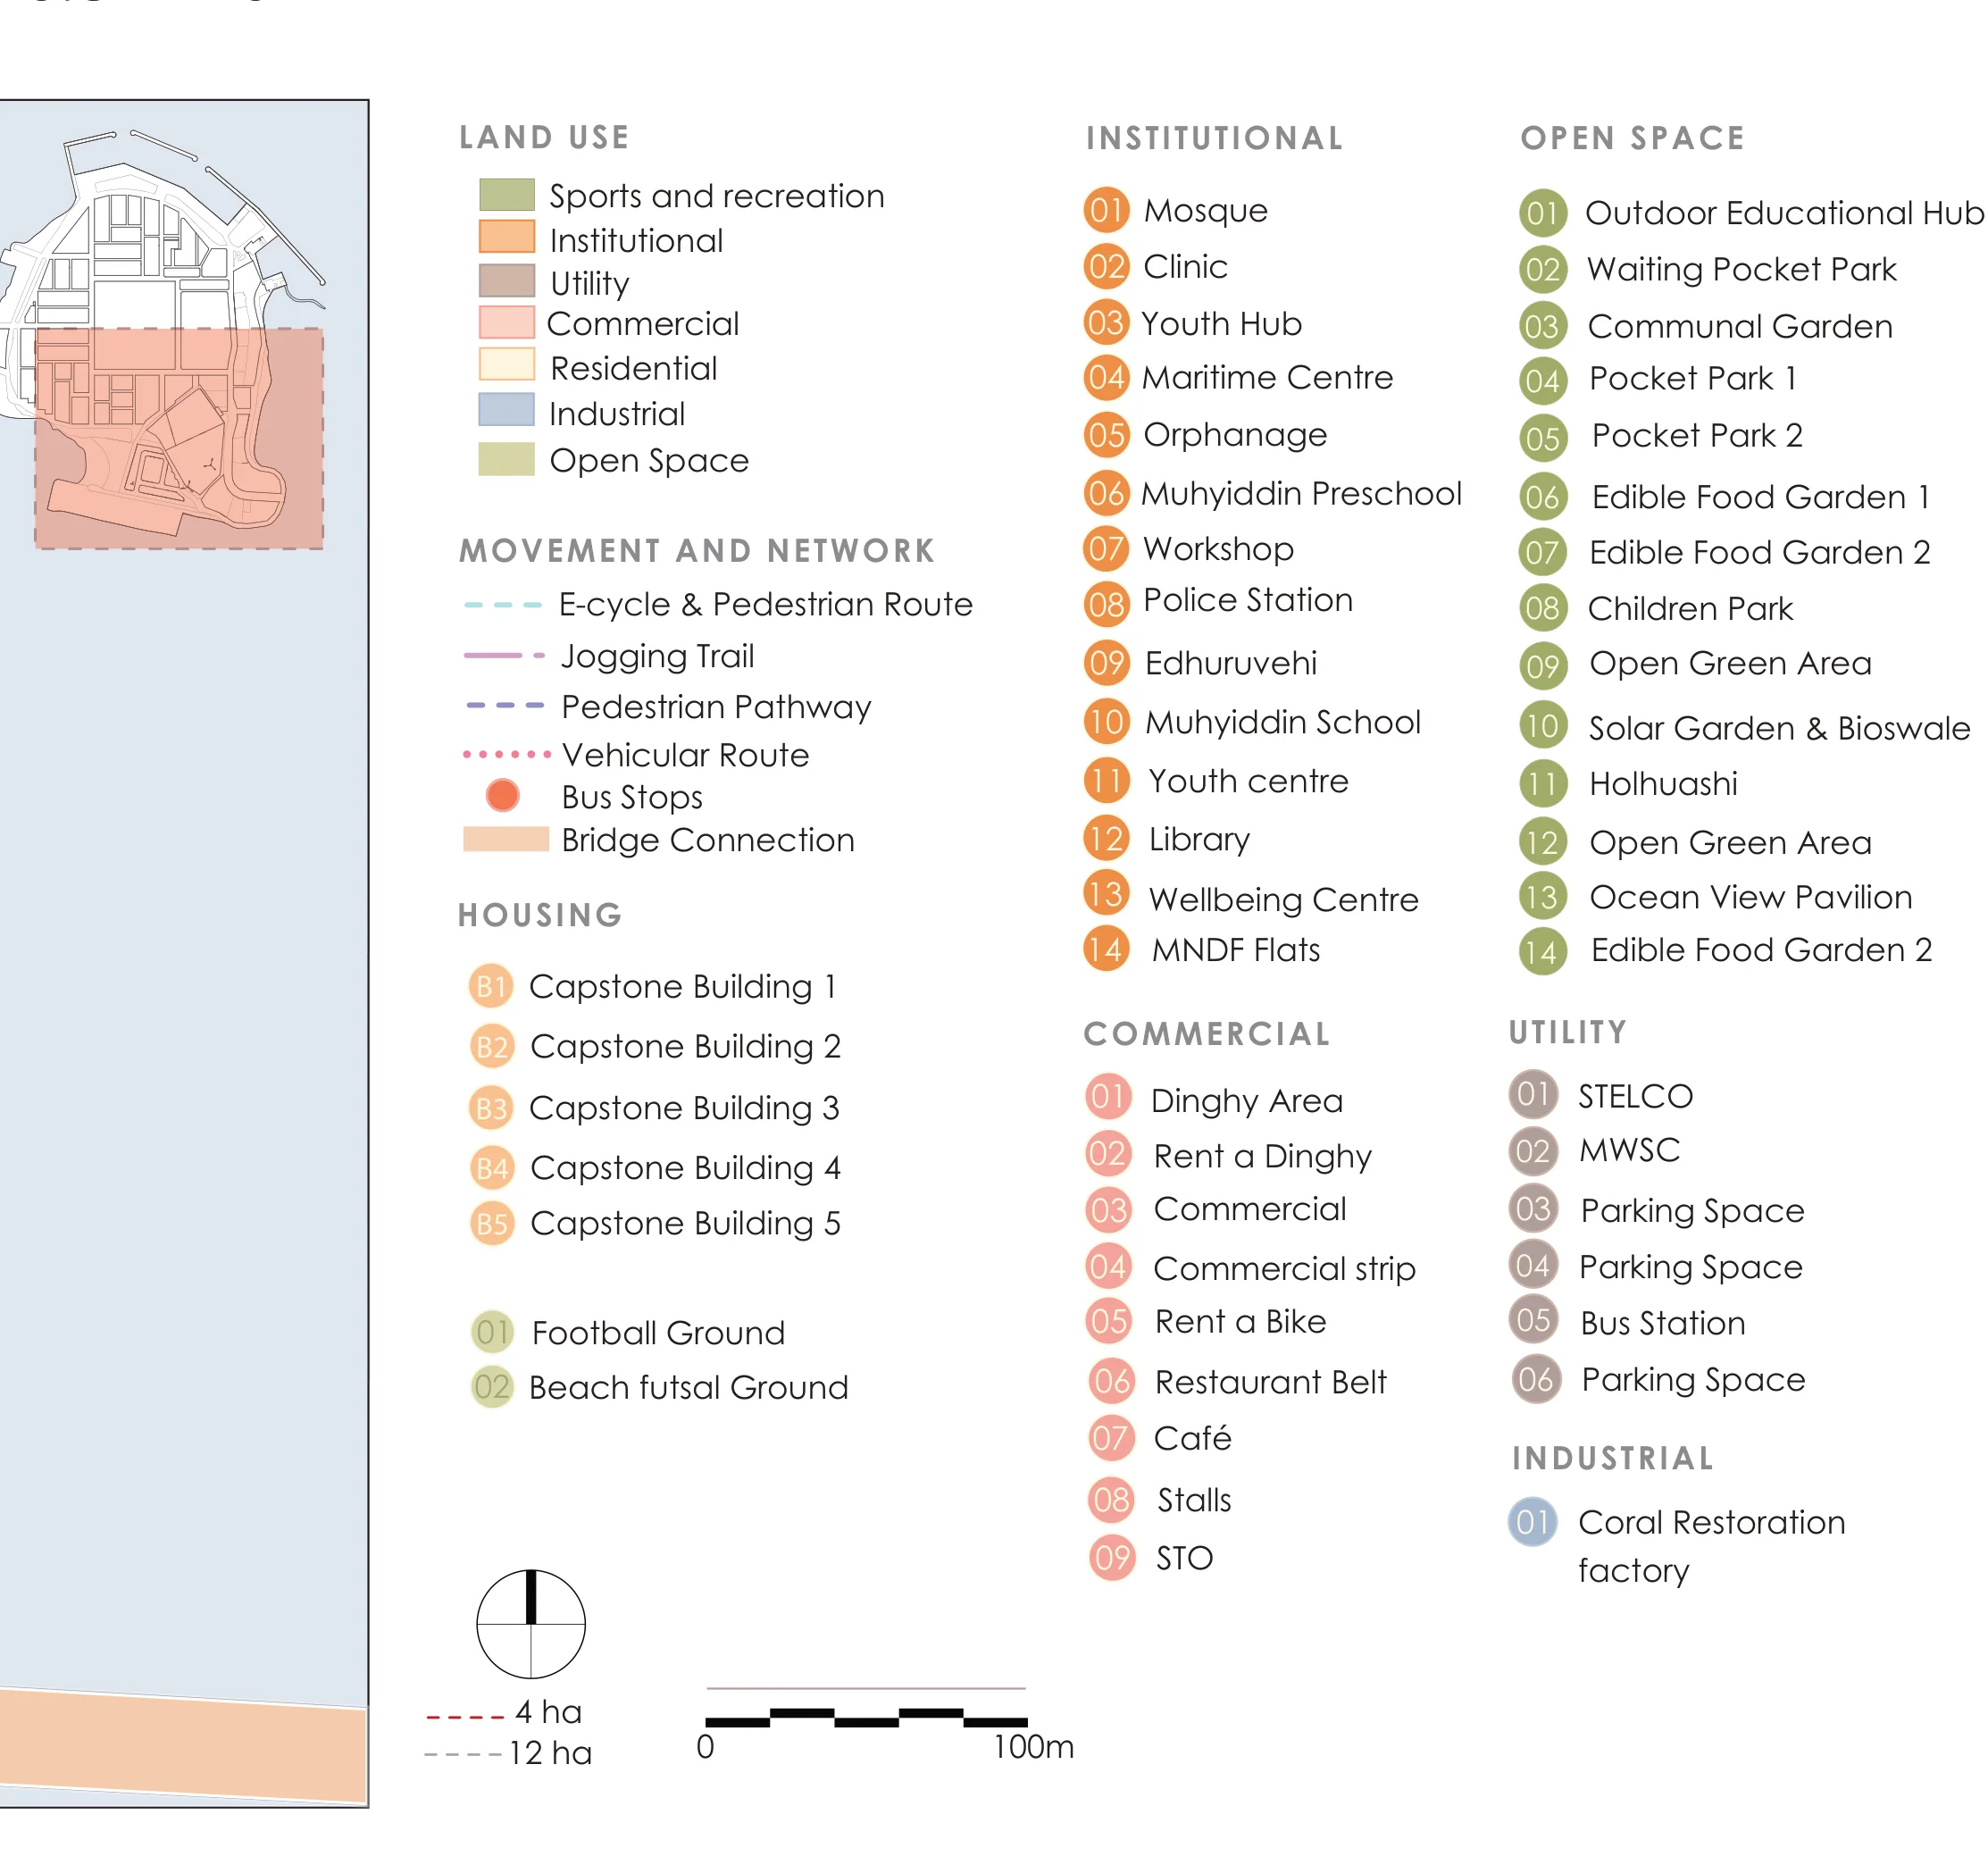 LAND USE
Sports and recreation
Institutional
Utility
Commercial
Residential
Industrial
Open Space
MOVEMENT AND NETWORK
E-cycle & Pedestrian Route
Jogging Trail
Pedestrian Pathway
Vehicular Route
Bus Stops
Bridge Connection
HOUSING
B1 Capstone Building 1
B2 Capstone Building 2
B3 Capstone Building 3
B4 Capstone Building 4
B5 Capstone Building 5
01 Football Ground
02 Beach futsal Ground
4 ha
12 ha
0 100m
INSTITUTIONAL
01 Mosque
02 Clinic
03 Youth Hub
04 Maritime Centre
05 Orphanage
06 Muhyiddin Preschool
07 Workshop
08 Police Station
09 Edhuruvehi
10 Muhyiddin School
11 Youth centre
12 Library
13 Wellbeing Centre
14 MNDF Flats
COMMERCIAL
01 Dinghy Area
02 Rent a Dinghy
03 Commercial
04 Commercial strip
05 Rent a Bike
06 Restaurant Belt
07 Café
08 Stalls
09 STO
OPEN SPACE
01 Outdoor Educational Hub
02 Waiting Pocket Park
03 Communal Garden
04 Pocket Park 1
05 Pocket Park 2
06 Edible Food Garden 1
07 Edible Food Garden 2
08 Children Park
09 Open Green Area
10 Solar Garden & Bioswale
11 Holhuashi
12 Open Green Area
13 Ocean View Pavilion
14 Edible Food Garden 2
UTILITY
01 STELCO
02 MWSC
03 Parking Space
04 Parking Space
05 Bus Station
06 Parking Space
INDUSTRIAL
01 Coral Restoration
factory